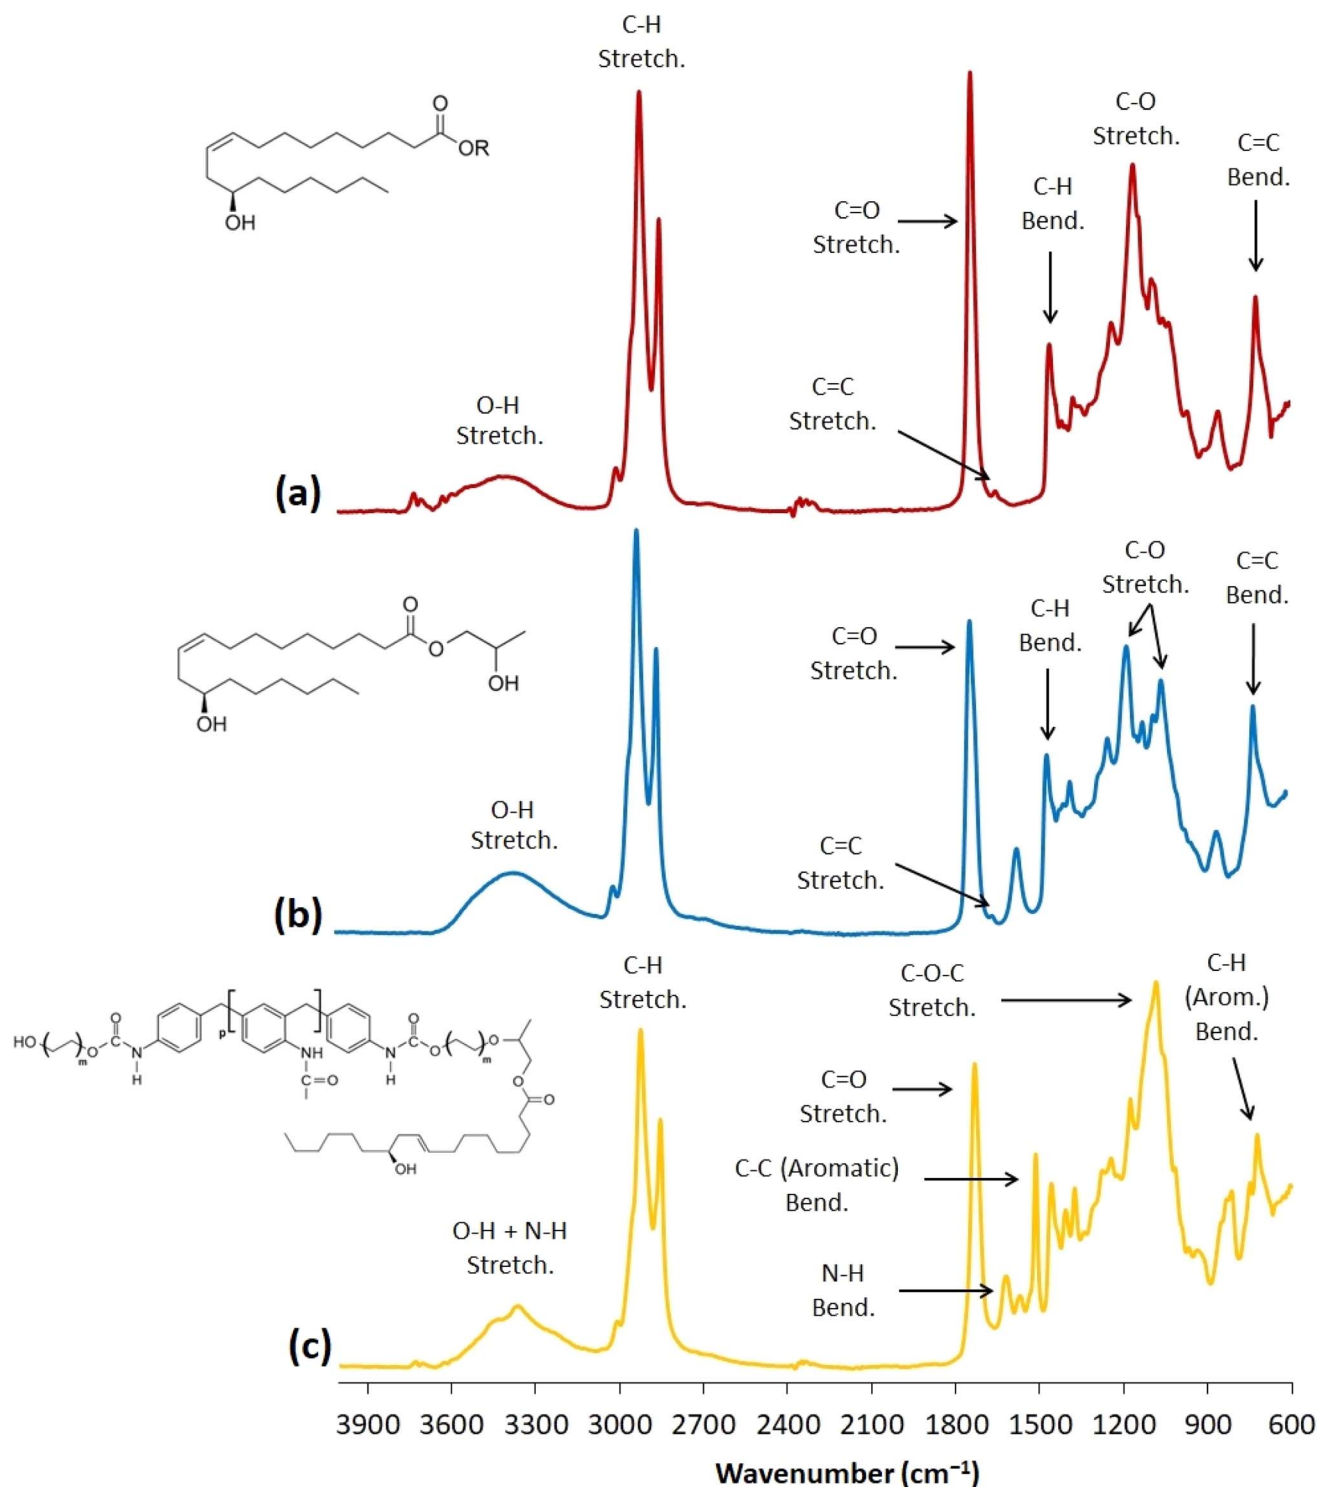 C-H
Stretch.
O
OR
OH
C-O
Stretch.
C=C
Bend.
C-H
Bend.
C=O
Stretch.
C=C
Stretch.
O-H
Stretch.
(a)
O
O
OH
OH
C-O
Stretch.
C=C
Bend.
C-H
Bend.
C=O
Stretch.
C=C
Stretch.
O-H
Stretch.
(b)
C-H
Stretch.
C-O-C
Stretch.
C-H
(Arom.)
Bend.
C=O
Stretch.
C-C (Aromatic)
Bend.
N-H
Bend.
O-H + N-H
Stretch.
HO
m
O
O
N
H
p
NH
C=O
N
H
O
O
m
O
O
O
OH
(c)
3900 3600 3300 3000 2700 2400 2100 1800 1500 1200 900 600
Wavenumber (cm⁻¹)